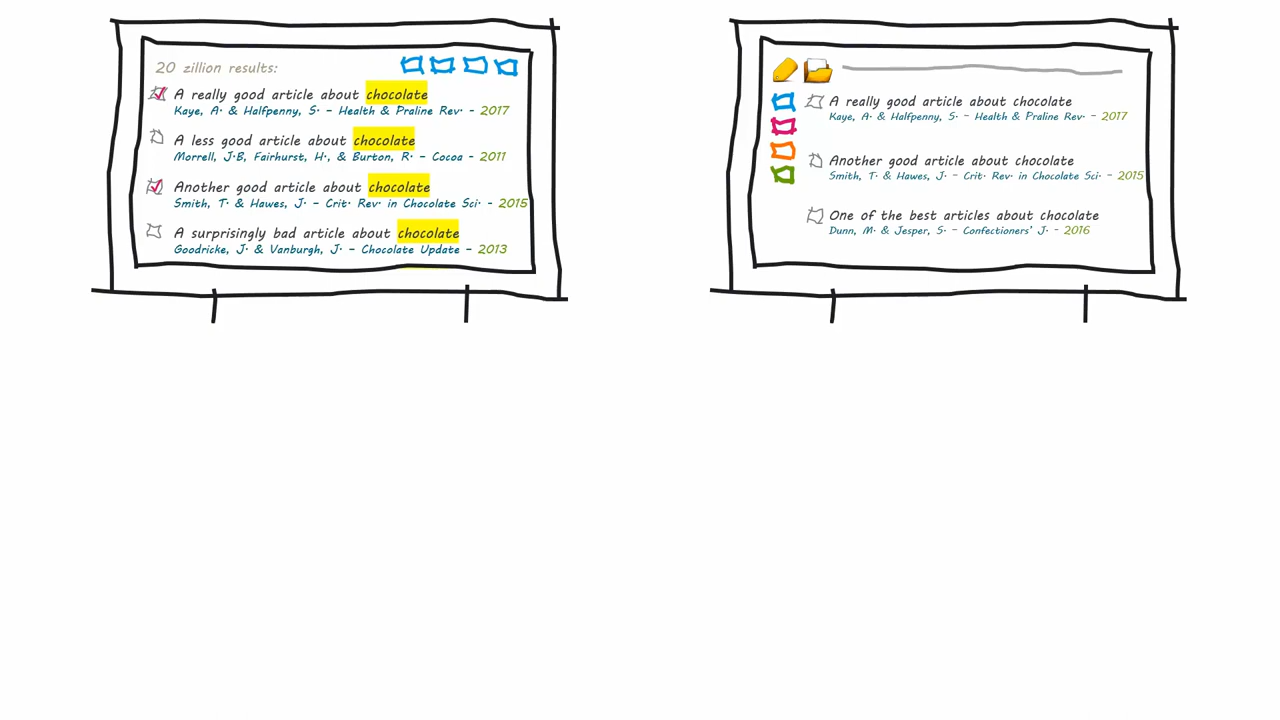 20 zillion results:
A really good article about chocolate
Kaye, A. & Halfpenny, S. - Health & Praline Rev. - 2017
A less good article about chocolate
Morrell, J.B, Fairhurst, H., & Burton, R. - Cocoa - 2011
Another good article about chocolate
Smith, T. & Hawes, J. - Crit. Rev. in Chocolate Sci. - 2015
A surprisingly bad article about chocolate
Goodricke, J. & Vanburgh, J. - Chocolate Update - 2013
A really good article about chocolate
Kaye, A. & Halfpenny, S. - Health & Praline Rev. - 2017
Another good article about chocolate
Smith, T. & Hawes, J. - Crit. Rev. in Chocolate Sci. - 2015
One of the best articles about chocolate
Dunn, M. & Jesper, S. - Confectioners' J. - 2016